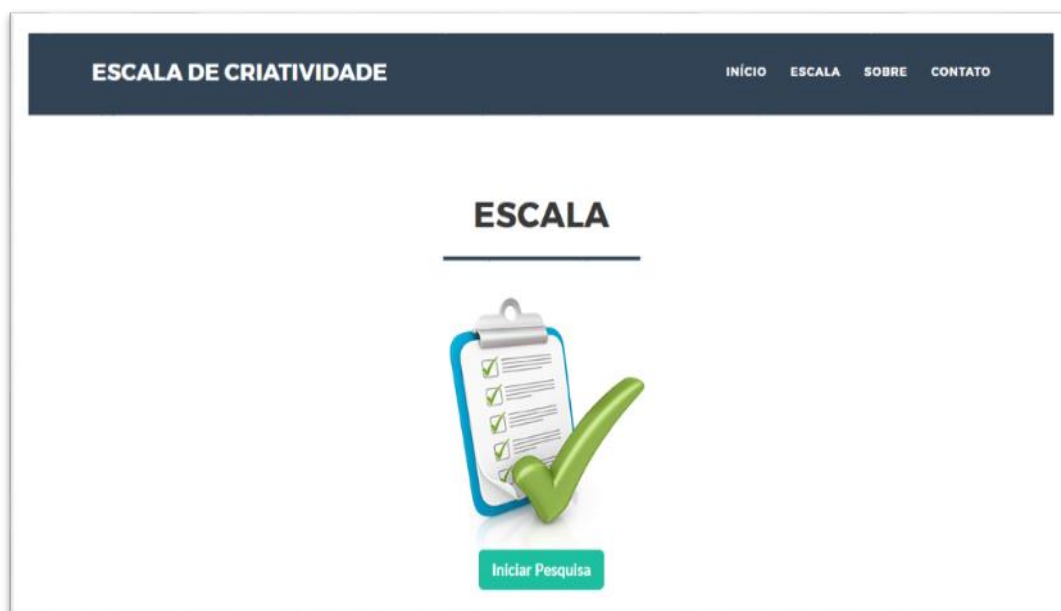 ESCALA DE CRIATIVIDADE
INÍCIO ESCALA SOBRE CONTATO
ESCALA
Iniciar Pesquisa